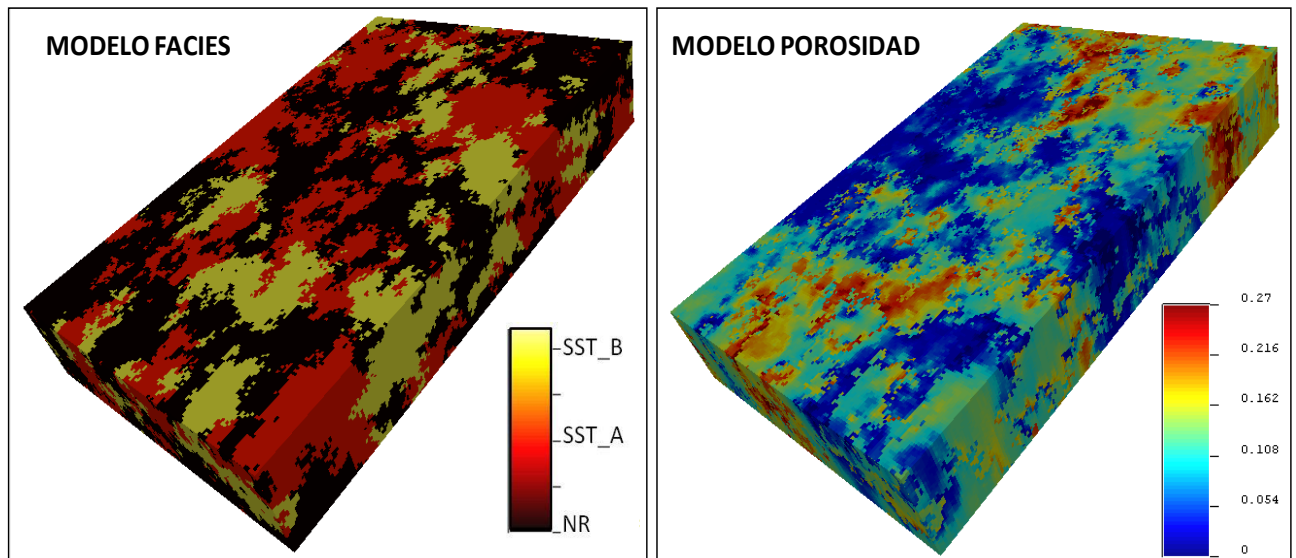 MODELO FACIES
SST_B
SST_A
NR
MODELO POROSIDAD
0.27
0.216
0.162
0.108
0.054
0